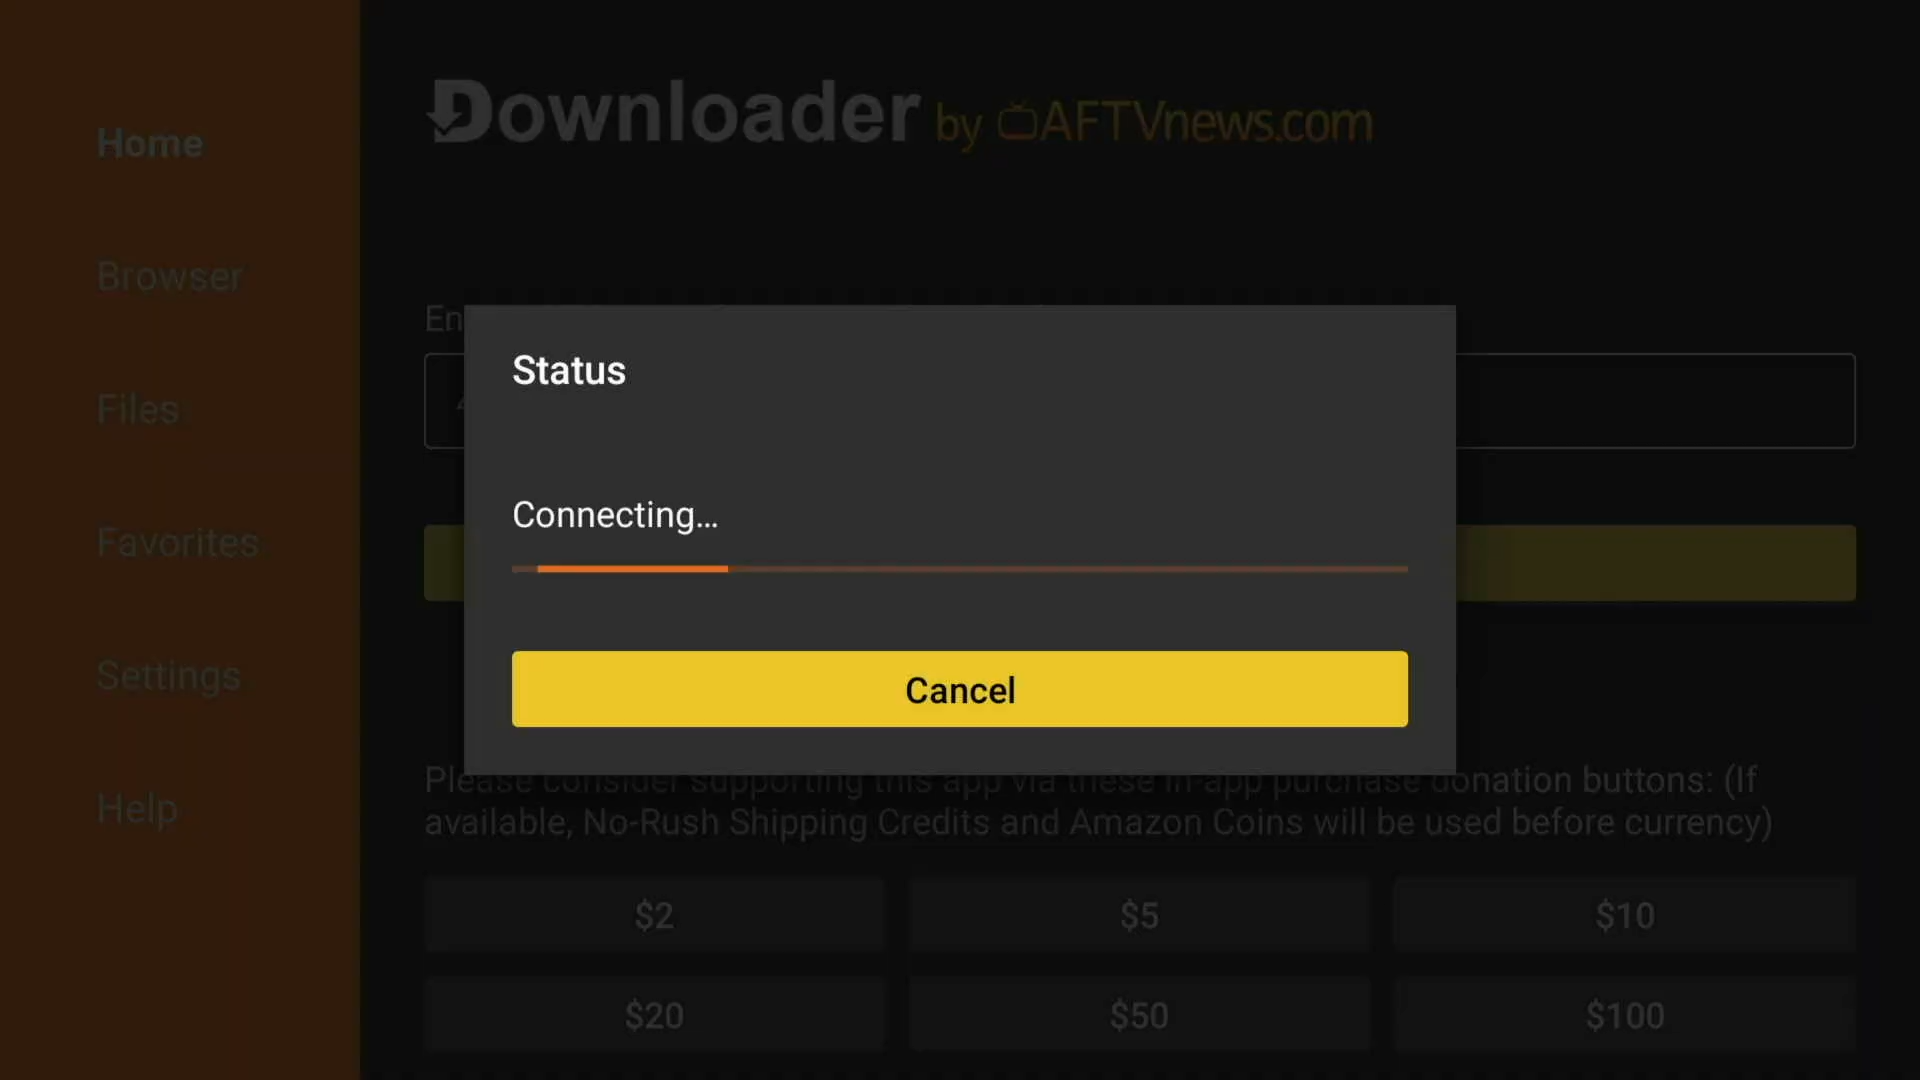 Downloader by AFTVnews.com
Home
Browser
Files
Favorites
Settings
Help
En
Status
Connecting...
Cancel
Please consider supporting this app via these in-app purchase donation buttons: (If
available, No-Rush Shipping Credits and Amazon Coins will be used before currency)
$2
$5
$10
$20
$50
$100